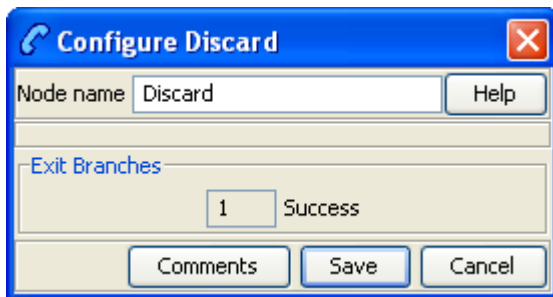 Configure Discard
Node name Discard Help
Exit Branches
1 Success
Comments Save Cancel